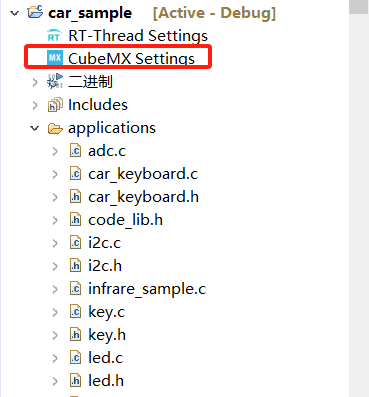 car_sample [Active - Debug]
RT-Thread Settings
CubeMX Settings
二进制
Includes
applications
adc.c
car_keyboard.c
car_keyboard.h
code_lib.h
i2c.c
i2c.h
infrare_sample.c
key.c
key.h
led.c
led.h